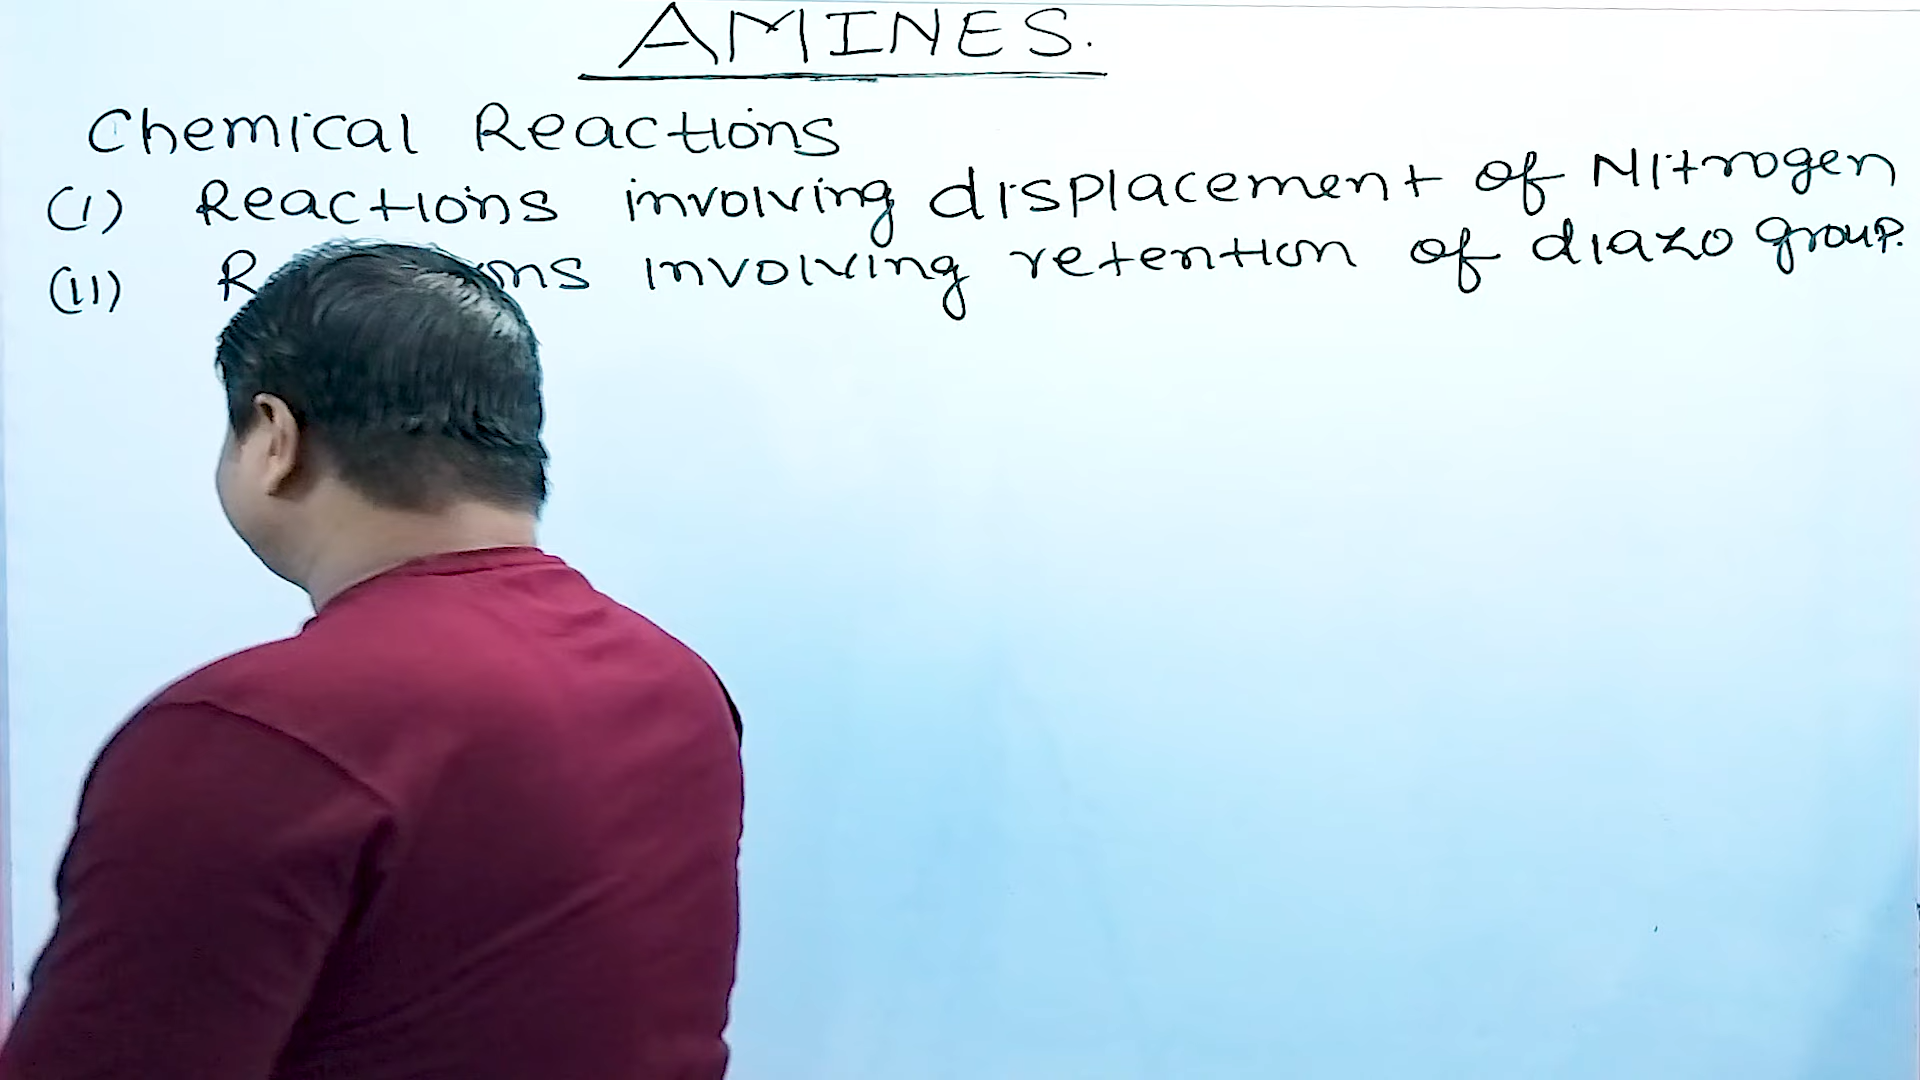 AMINES.
Chemical Reactions
(I) Reactions involving displacement of Nitrogen
(II) involving retention of diazo group.